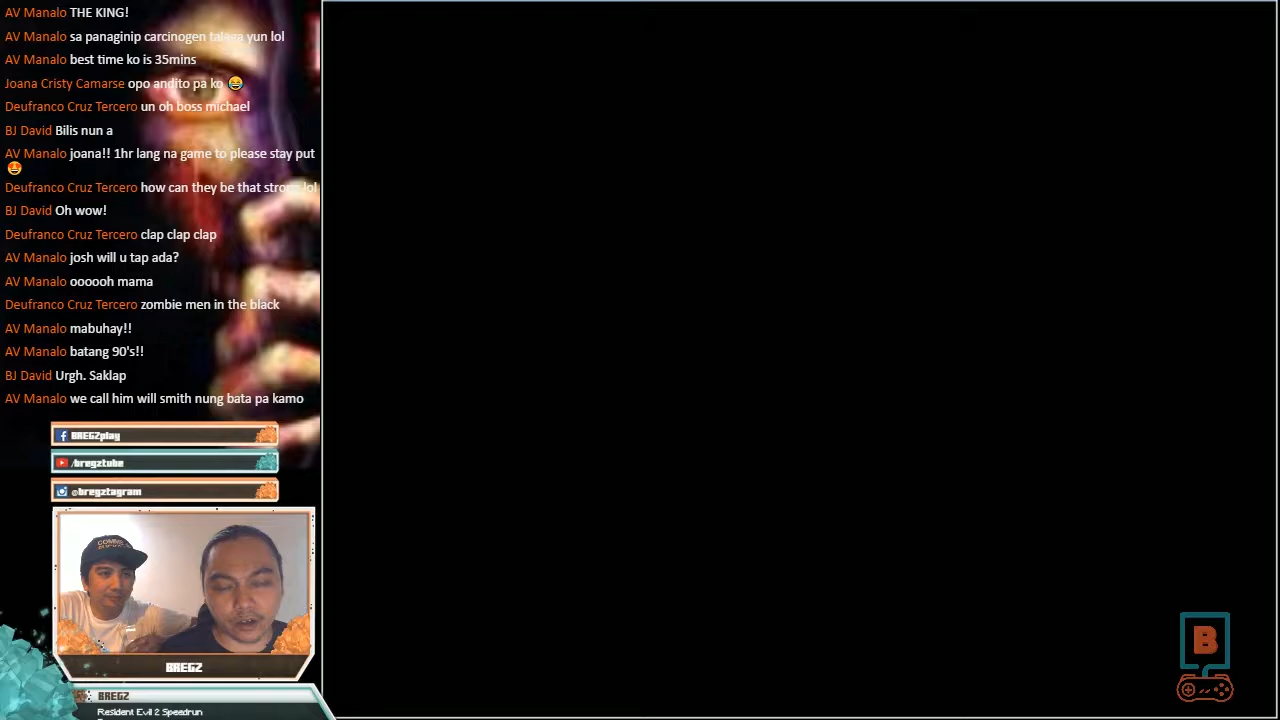 AV Manalo THE KING!
AV Manalo sa panaginip carcinogen talaga yun lol
AV Manalo best time ko is 35mins
Joana Cristy Camarse opo andito pa ko 😂
Deufranco Cruz Tercero un oh boss michael
BJ David Bilis nun a
AV Manalo joana!! 1hr lang na game to please stay put
🤩
Deufranco Cruz Tercero how can they be that strong lol
BJ David Oh wow!
Deufranco Cruz Tercero clap clap clap
AV Manalo josh will u tap ada?
AV Manalo oooooh mama
Deufranco Cruz Tercero zombie men in the black
AV Manalo mabuhay!!
AV Manalo batang 90's!!
BJ David Urgh. Saklap
AV Manalo we call him will smith nung bata pa kamo
BREGZplay
/bregztube
@bregztagram
BREGZ
BREGZ
Resident Evil 2 Speedrun
B